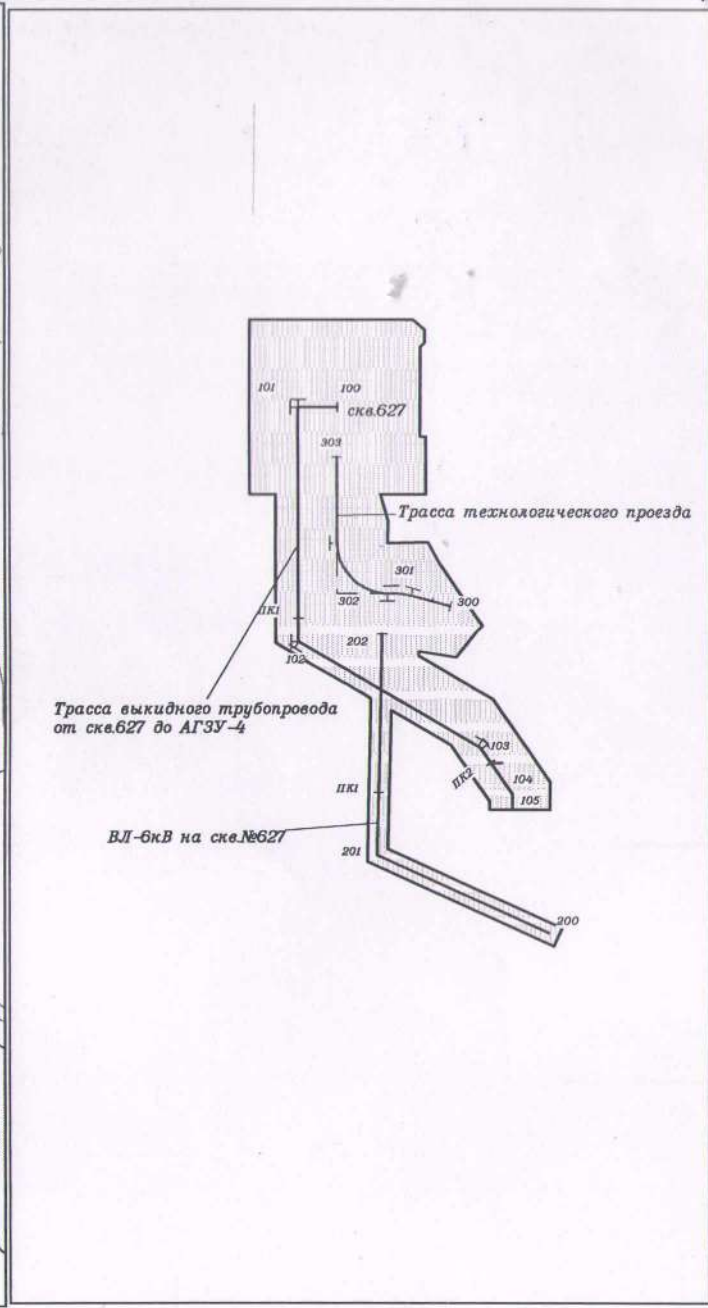 101
100
скв.627
303
Трасса технологического проезда
301
302
300
ПК1
202
102
Трасса выкидного трубопровода
от скв.627 до АГЗУ-4
103
104
ПК2
105
ПК1
ВЛ-6кВ на скв.№627
201
200